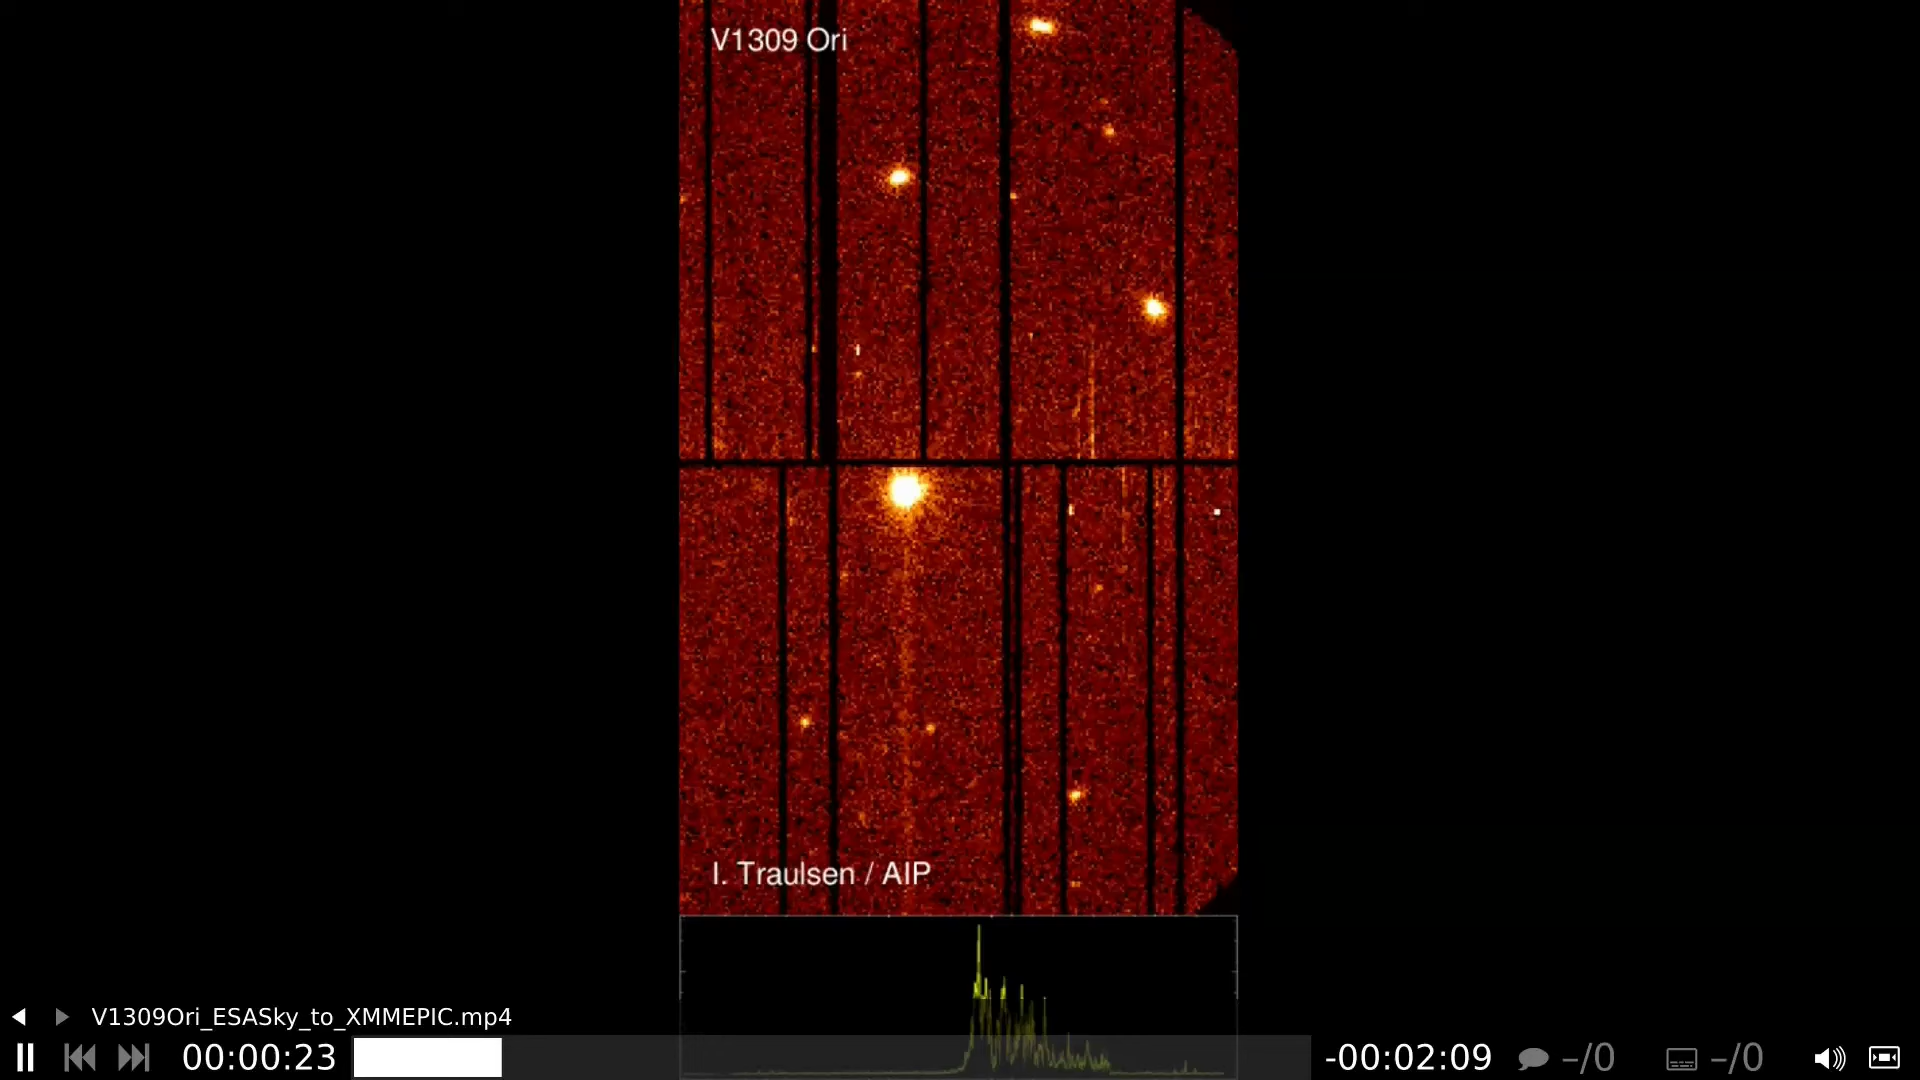 V1309 Ori
I. Traulsen / AIP
V1309Ori_ESASky_to_XMMEPIC.mp4
00:00:23
-00:02:09
–/0
–/0